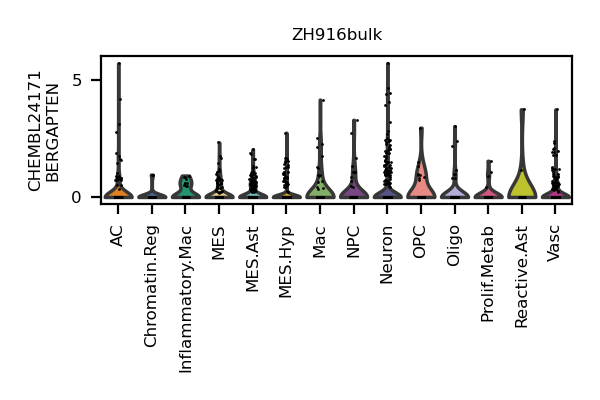 ZH916bulk
CHEMBL24171
BERGAPTEN
5
0
AC
Chromatin.Reg
Inflammatory.Mac
MES
MES.Ast
MES.Hyp
Mac
NPC
Neuron
OPC
Oligo
Prolif.Metab
Reactive.Ast
Vasc